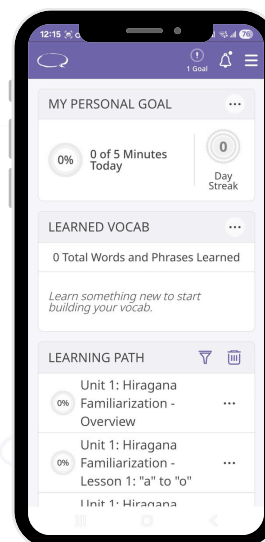 12:15
76
1 Goal
MY PERSONAL GOAL
0%
0 of 5 Minutes
Today
0
Day
Streak
LEARNED VOCAB
0 Total Words and Phrases Learned
Learn something new to start
building your vocab.
LEARNING PATH
0%
Unit 1: Hiragana
Familiarization -
Overview
0%
Unit 1: Hiragana
Familiarization -
Lesson 1: "a" to "o"
Unit 1: Hiragana